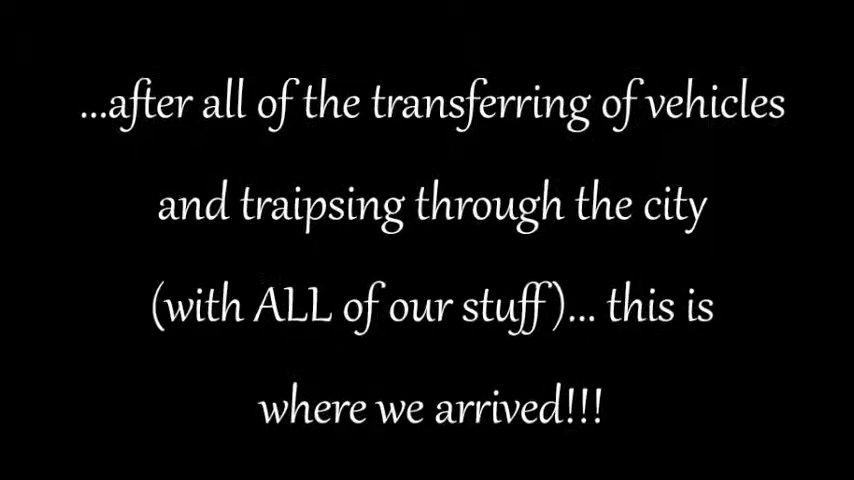 ...after all of the transferring of vehicles
and traipsing through the city
(with ALL of our stuff)... this is
where we arrived!!!